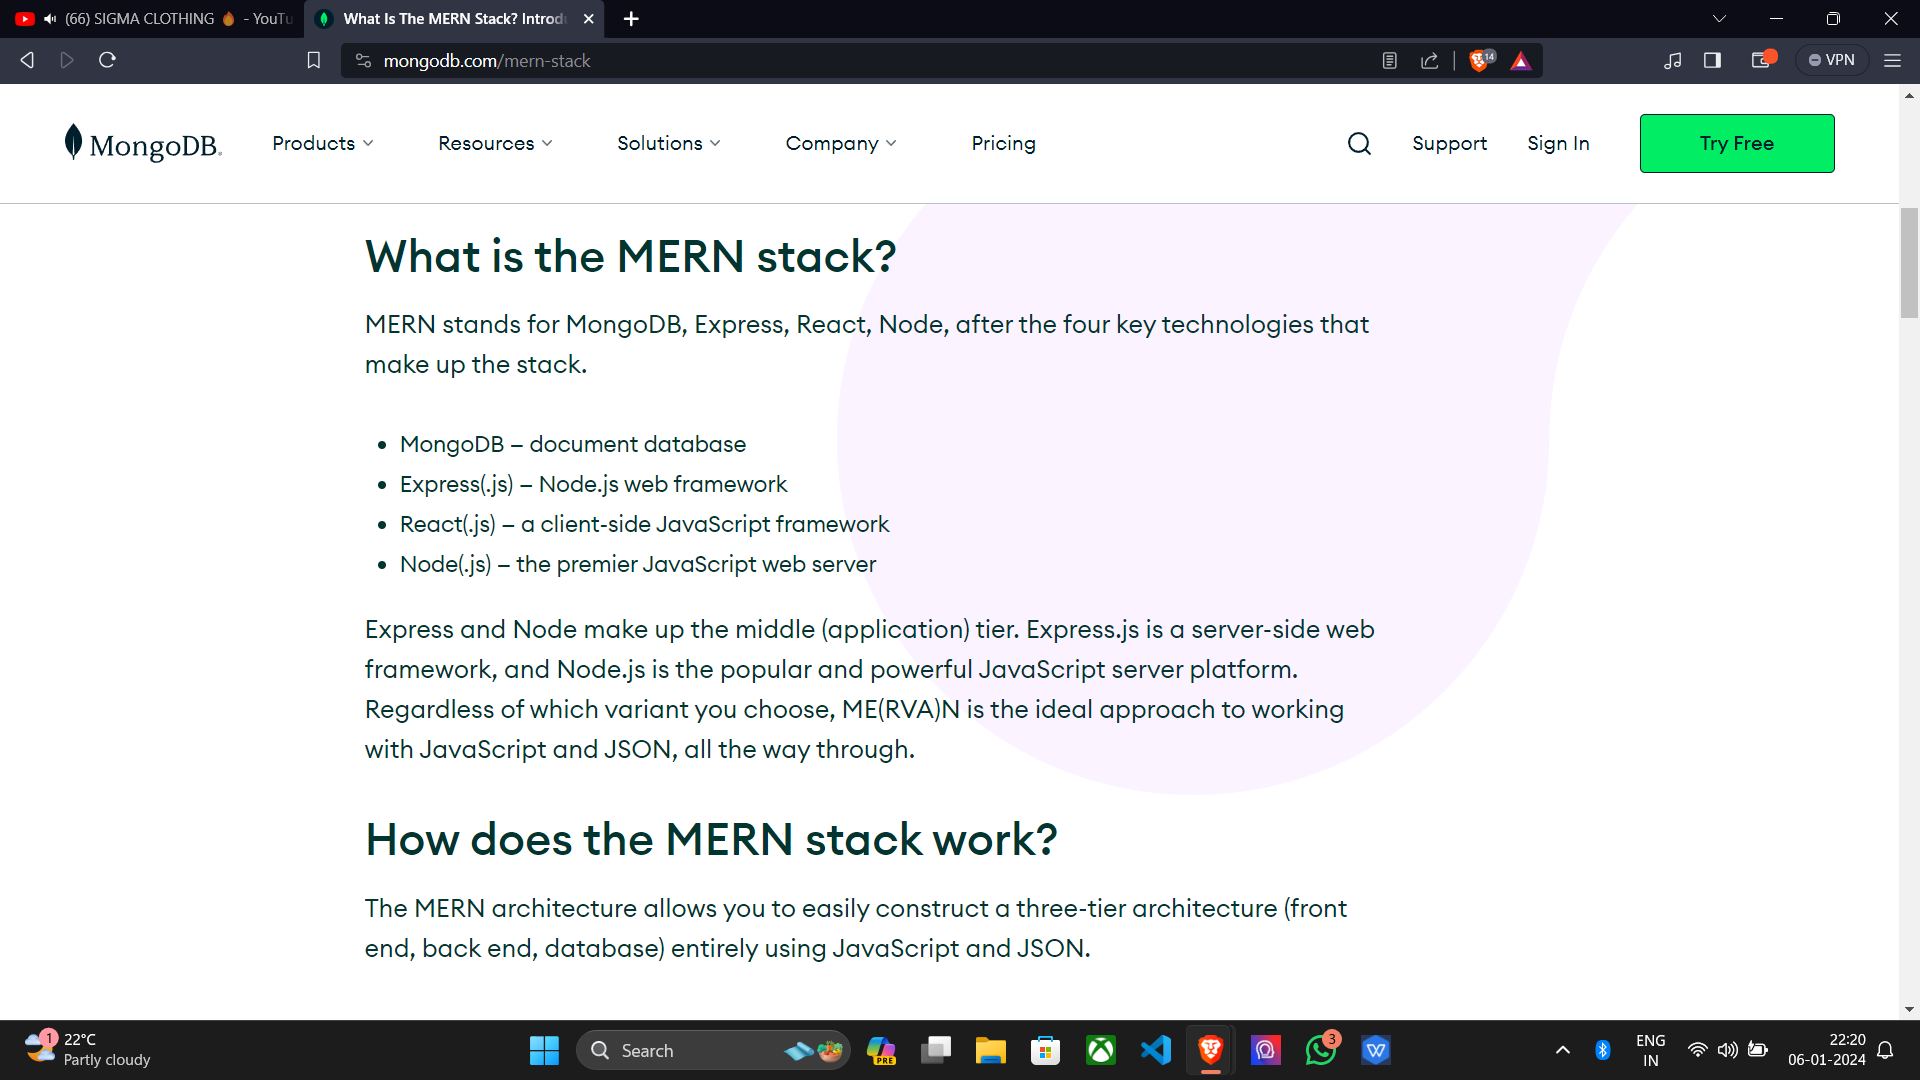 (66) SIGMA CLOTHING 🔥 - YouTu
What Is The MERN Stack? Introdu
mongodb.com/mern-stack
14
VPN
MongoDB.
Products
Resources
Solutions
Company
Pricing
Support
Sign In
Try Free
What is the MERN stack?
MERN stands for MongoDB, Express, React, Node, after the four key technologies that
make up the stack.
• MongoDB – document database
• Express(.js) – Node.js web framework
• React(.js) – a client-side JavaScript framework
• Node(.js) – the premier JavaScript web server
Express and Node make up the middle (application) tier. Express.js is a server-side web
framework, and Node.js is the popular and powerful JavaScript server platform.
Regardless of which variant you choose, ME(RVA)N is the ideal approach to working
with JavaScript and JSON, all the way through.
How does the MERN stack work?
The MERN architecture allows you to easily construct a three-tier architecture (front
end, back end, database) entirely using JavaScript and JSON.
1
22°C
Partly cloudy
Search
PRE
3
W
ENG
IN
22:20
06-01-2024